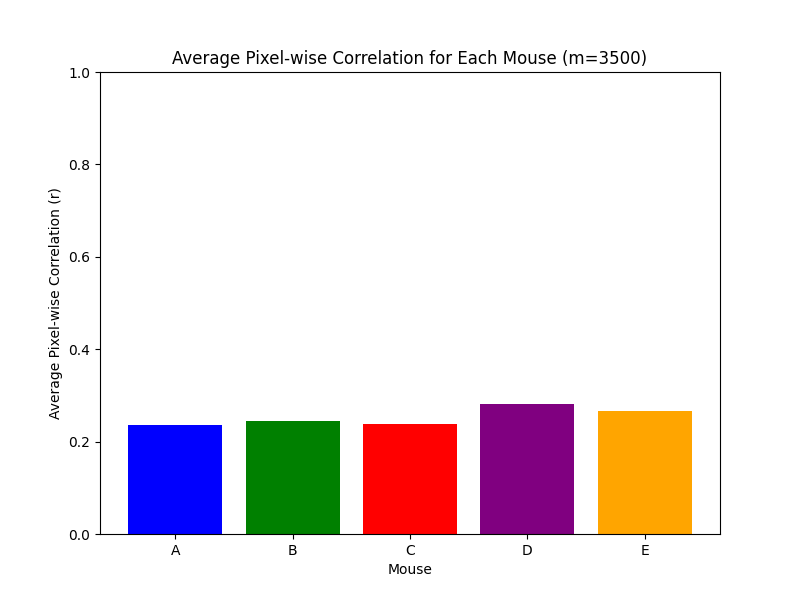 Average Pixel-wise Correlation for Each Mouse (m=3500)
1.0
0.8
0.6
0.4
0.2
0.0
Average Pixel-wise Correlation (r)
A B C D E
Mouse